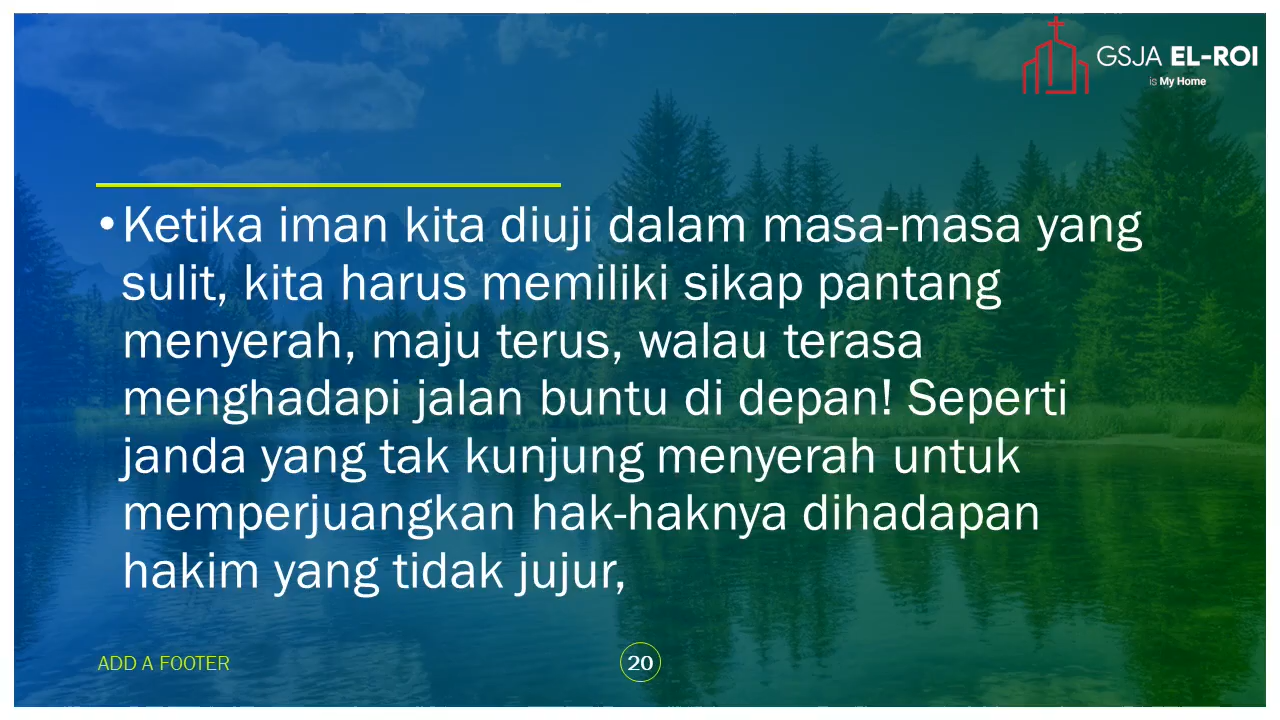 GSJA EL-ROI
is My Home
•Ketika iman kita diuji dalam masa-masa yang
sulit, kita harus memiliki sikap pantang
menyerah, maju terus, walau terasa
menghadapi jalan buntu di depan! Seperti
janda yang tak kunjung menyerah untuk
memperjuangkan hak-haknya dihadapan
hakim yang tidak jujur,
ADD A FOOTER
20